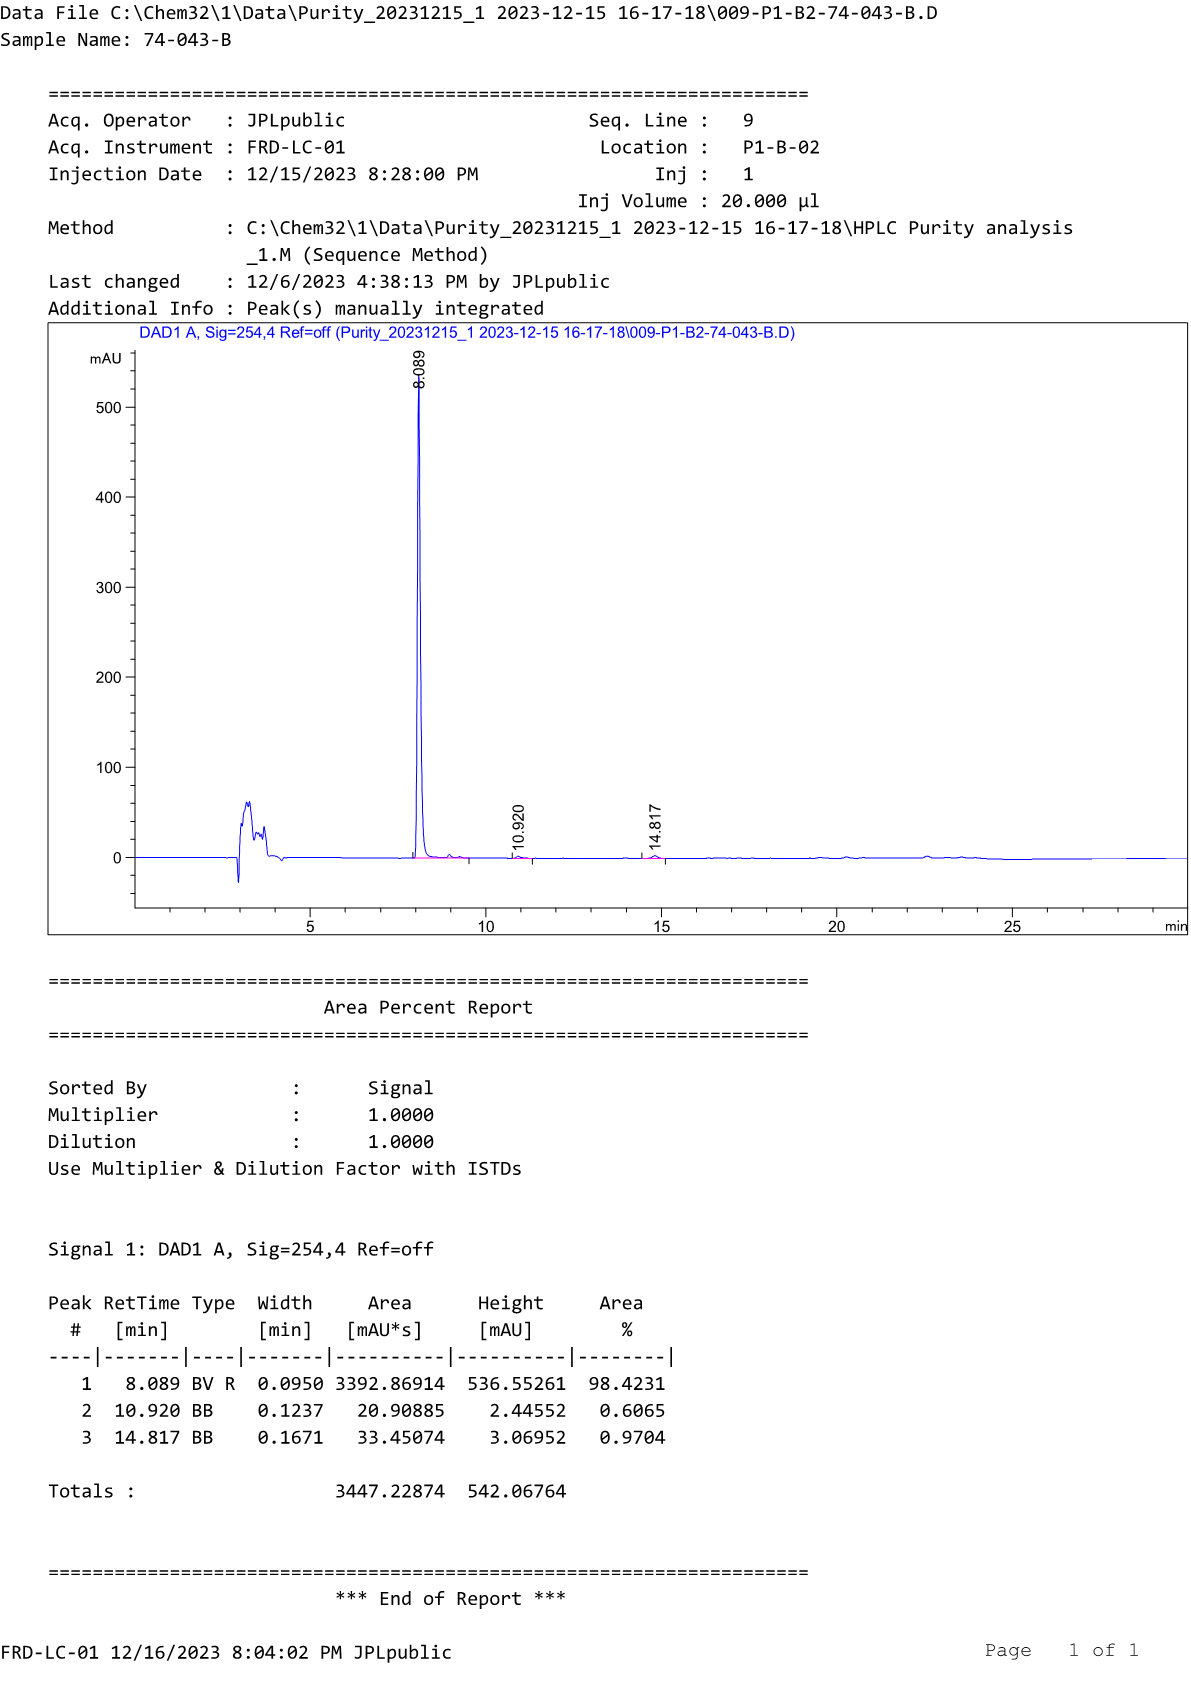 Data File C:\Chem32\1\Data\Purity_20231215_1 2023-12-15 16-17-18\009-P1-B2-74-043-B.D
Sample Name: 74-043-B
=====================================================================
Acq. Operator   : JPLpublic                      Seq. Line :   9
Acq. Instrument : FRD-LC-01                       Location :   P1-B-02
Injection Date  : 12/15/2023 8:28:00 PM                Inj :   1
Inj Volume : 20.000 µl
Method          : C:\Chem32\1\Data\Purity_20231215_1 2023-12-15 16-17-18\HPLC Purity analysis
_1.M (Sequence Method)
Last changed    : 12/6/2023 4:38:13 PM by JPLpublic
Additional Info : Peak(s) manually integrated
DAD1 A, Sig=254,4 Ref=off (Purity_20231215_1 2023-12-15 16-17-18\009-P1-B2-74-043-B.D)
mAU
8.089
500
400
300
200
100
0
10.920
14.817
5 10 15 20 25 min
=====================================================================
Area Percent Report
=====================================================================
Sorted By             :      Signal
Multiplier            :      1.0000
Dilution              :      1.0000
Use Multiplier & Dilution Factor with ISTDs
Signal 1: DAD1 A, Sig=254,4 Ref=off
Peak RetTime Type  Width     Area      Height     Area
#   [min]        [min]   [mAU*s]     [mAU]        %
----|-------|----|-------|----------|----------|--------|
1   8.089 BV R  0.0950 3392.86914  536.55261  98.4231
2  10.920 BB    0.1237   20.90885    2.44552   0.6065
3  14.817 BB    0.1671   33.45074    3.06952   0.9704
Totals :                  3447.22874  542.06764
=====================================================================
*** End of Report ***
FRD-LC-01 12/16/2023 8:04:02 PM JPLpublic Page   1 of 1